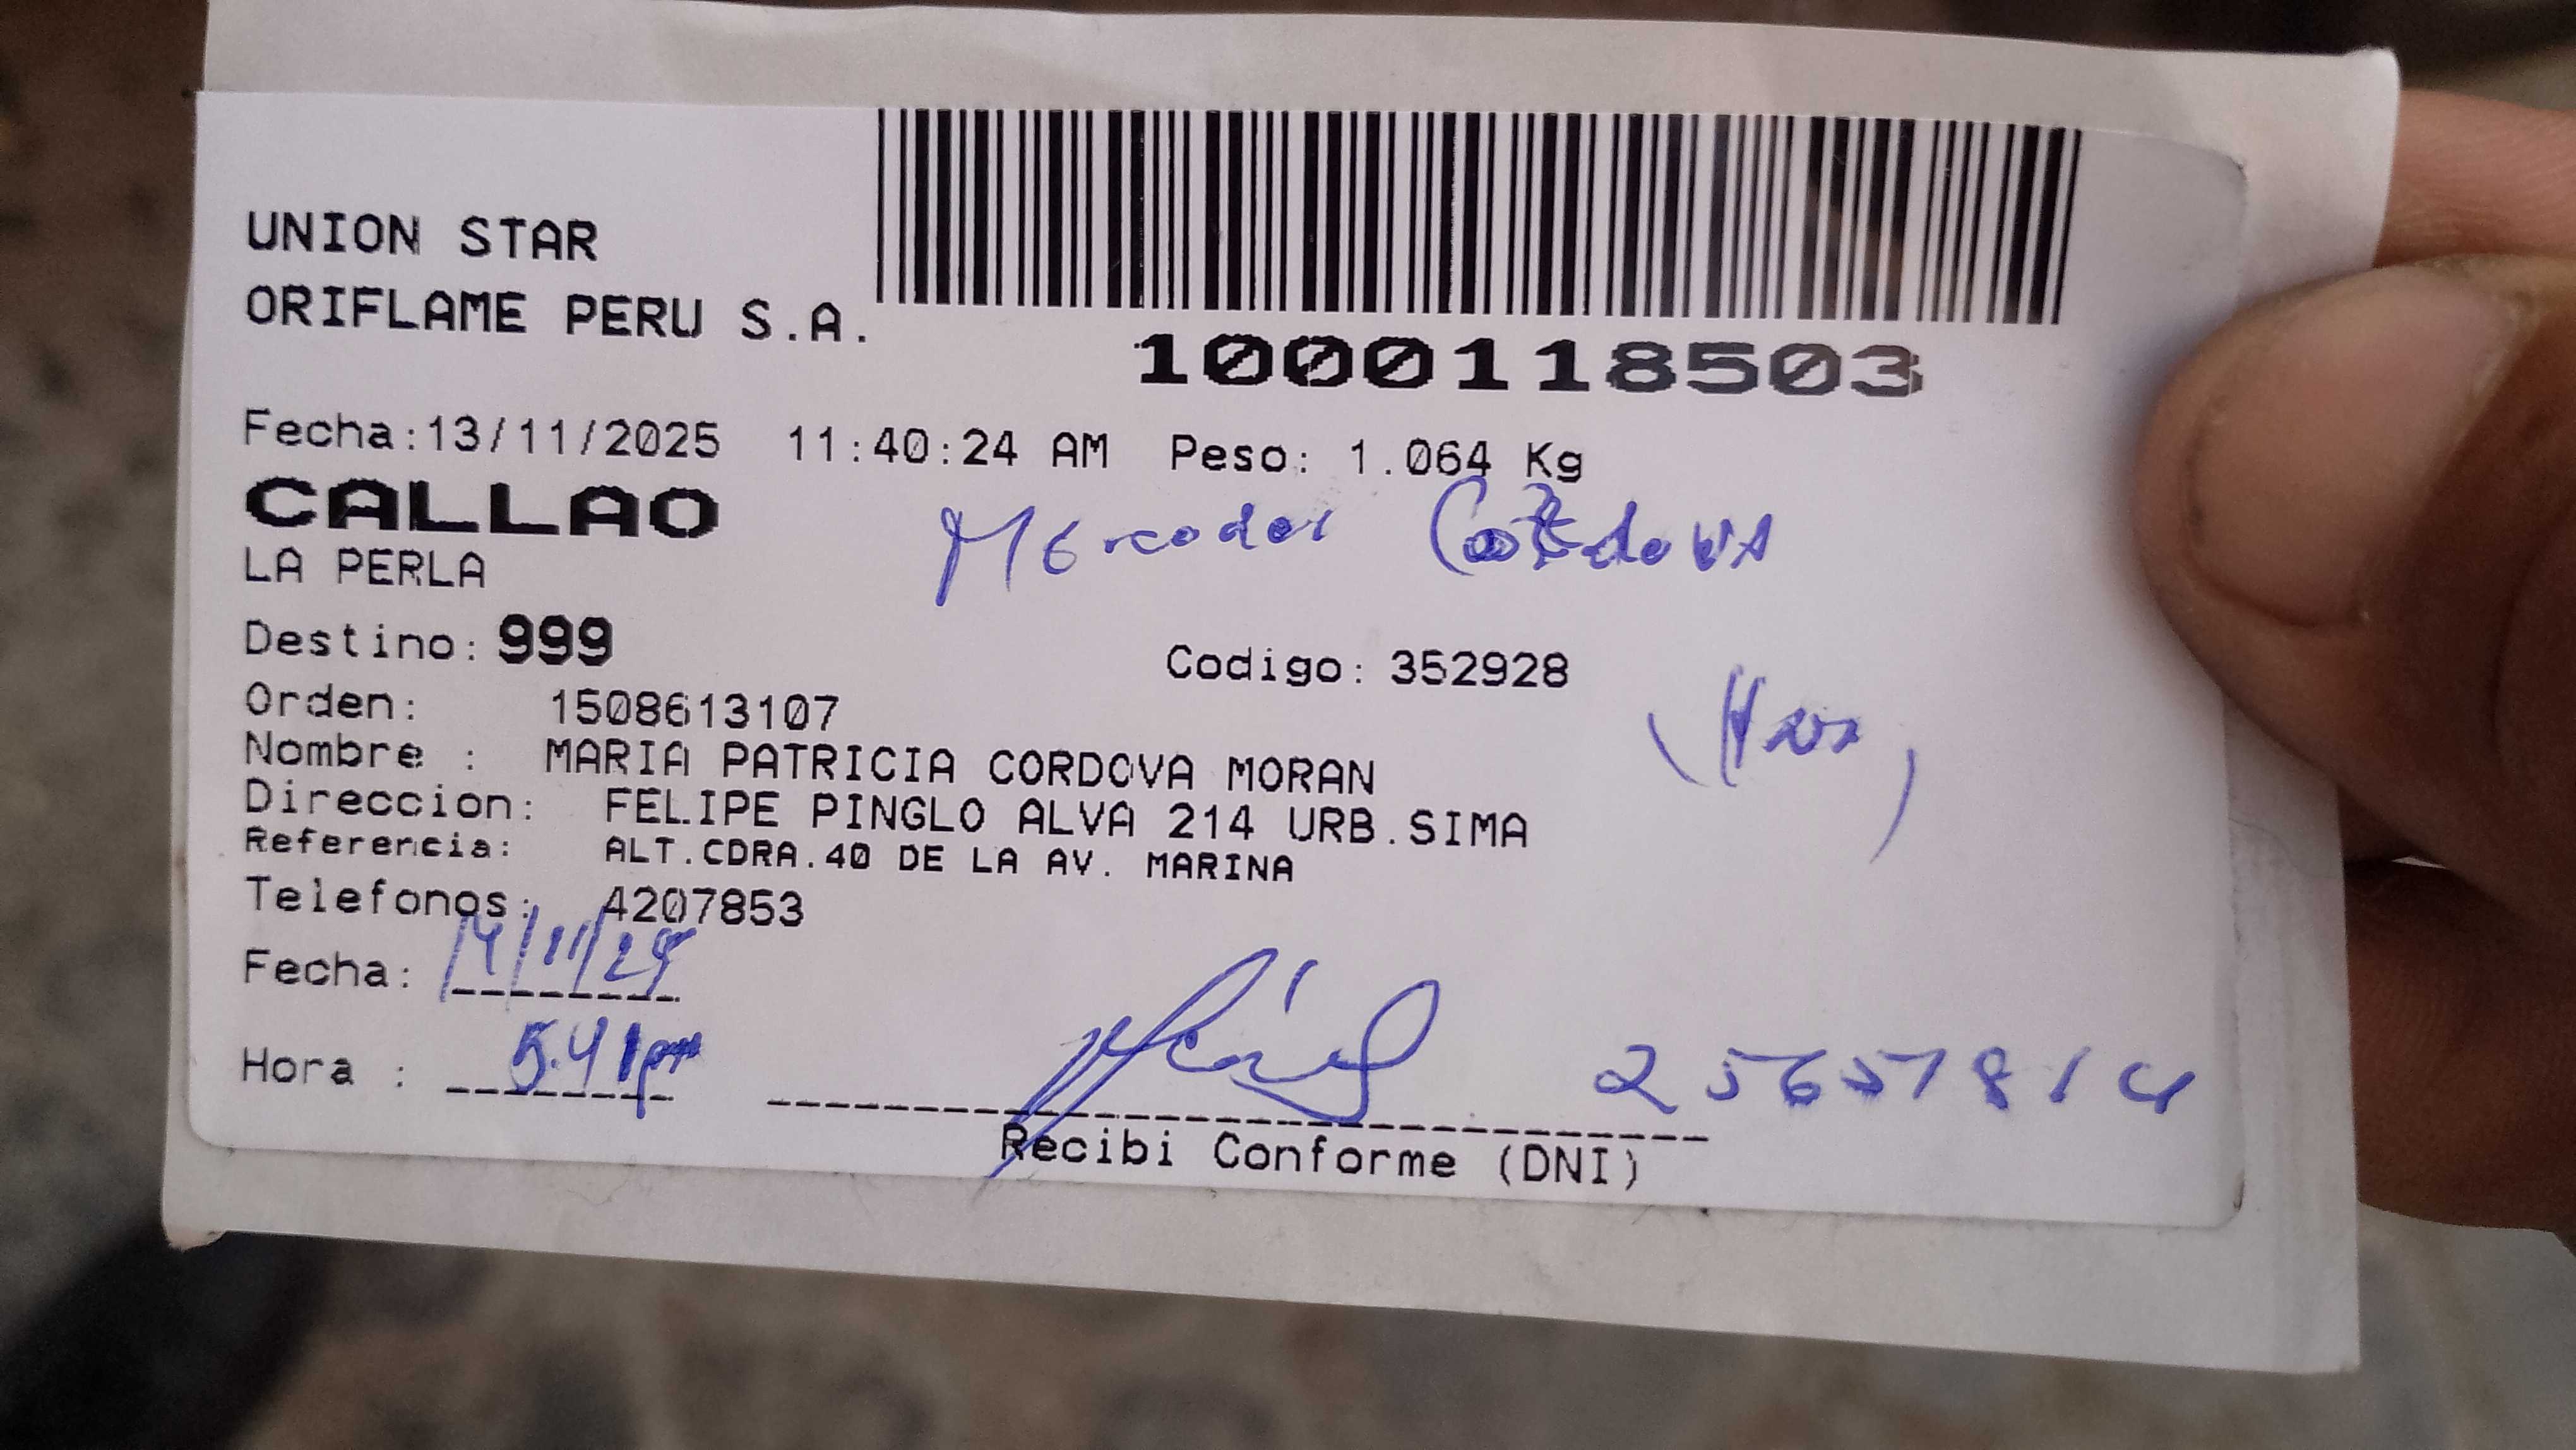 UNION STAR
ORIFLAME PERU S.A.
1000118503
Fecha:13/11/2025 11:40:24 AM Peso: 1.064 Kg
CALLAO
Mercedes Cordova
LA PERLA
Destino: 999
Codigo: 352928
Orden: 1508613107
Nombre : MARIA PATRICIA CORDOVA MORAN
Direccion: FELIPE PINGLO ALVA 214 URB.SIMA
Referencia: ALT.CDRA.40 DE LA AV. MARINA
Telefonos: 4207853
Fecha: 14/11/25
Hora : 5.41pm
25657814
Recibi Conforme (DNI)